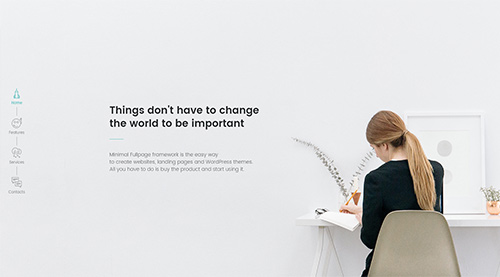 Home
Features
Services
Contacts
Things don't have to change
the world to be important
Minimal Fullpage framework is the easy way
to create websites, landing pages and WordPress themes.
All you have to do is buy the product and start using it.